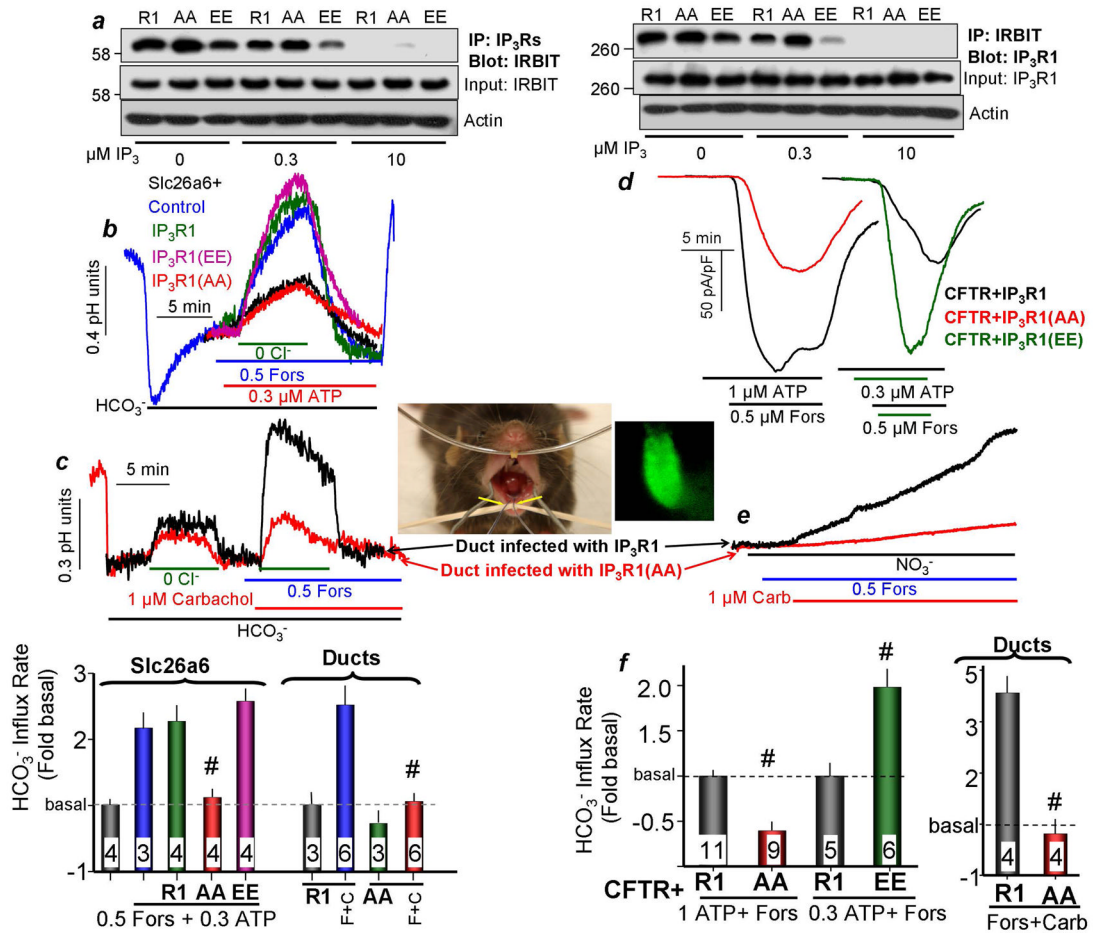 a
R1 AA EE R1 AA EE R1 AA EE
58
IP: IP3Rs
Blot: IRBIT
58
Input: IRBIT
Actin
µM IP3
0 0.3 10
R1 AA EE R1 AA EE R1 AA EE
260
IP: IRBIT
Blot: IP3R1
260
Input: IP3R1
Actin
µM IP3
0 0.3 10
Slc26a6+
Control
b
IP3R1
IP3R1(EE)
IP3R1(AA)
0.4 pH units
5 min
0 Cl-
0.5 Fors
0.3 µM ATP
HCO3-
d
5 min
50 pA/pF
CFTR+IP3R1
CFTR+IP3R1(AA)
CFTR+IP3R1(EE)
1 µM ATP
0.5 µM Fors
0.3 µM ATP
0.5 µM Fors
c
5 min
0.3 pH units
0 Cl-
0.5 Fors
1 µM Carbachol
HCO3-
Duct infected with IP3R1
Duct infected with IP3R1(AA)
e
NO3-
0.5 Fors
1 µM Carb
Slc26a6
Ducts
HCO3- Influx Rate
(Fold basal)
3
2
basal
-1
#
#
4 3 4 4 4 3 6 3 6
R1 AA EE
0.5 Fors + 0.3 ATP
R1 F+C AA F+C
f
HCO3- Influx Rate
(Fold basal)
2.0
1.5
basal
-0.5
#
#
11 9 5 6
CFTR+ R1 AA R1 EE
1 ATP+ Fors 0.3 ATP+ Fors
Ducts
5
3
2
basal
-1
#
4 4
R1 AA
Fors+Carb